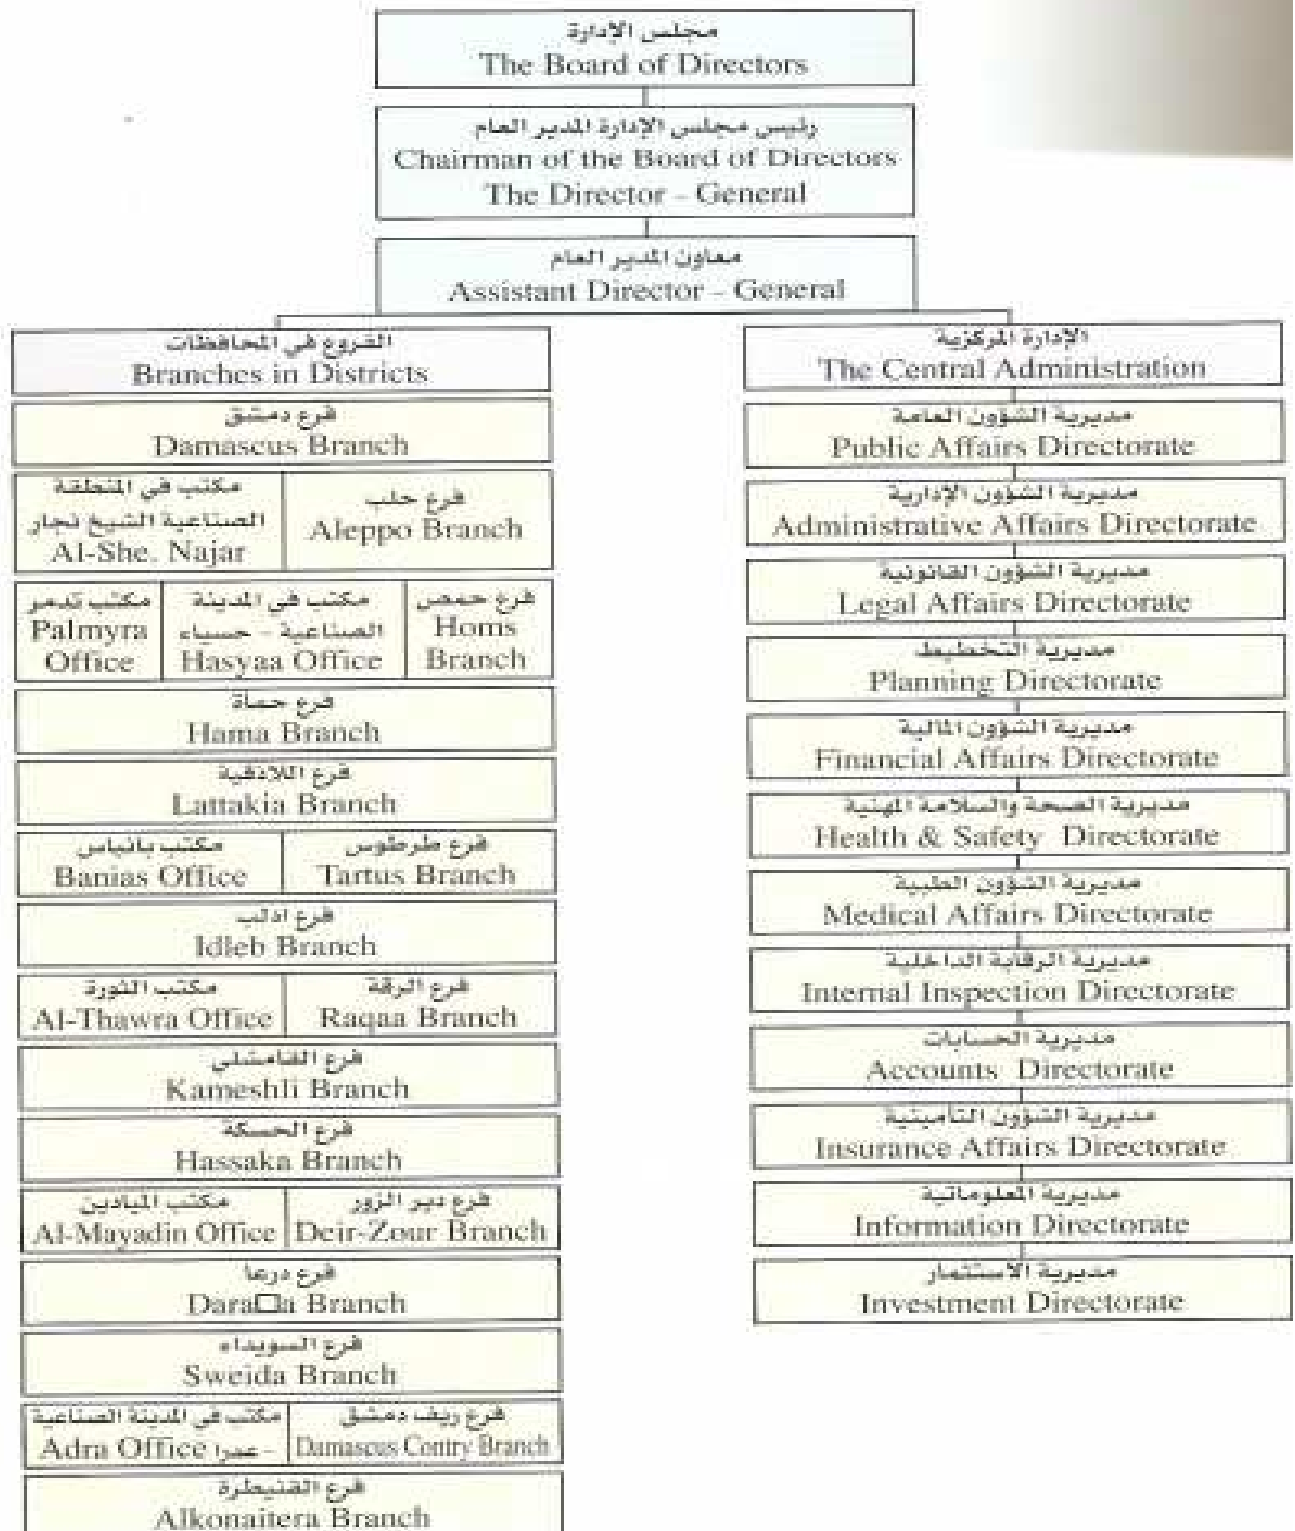 مجلس الإدارة
The Board of Directors
رئيس مجلس الإدارة المدير العام
Chairman of the Board of Directors
The Director - General
معاون المدير العام
Assistant Director - General
الفروع في المحافظات
Branches in Districts
فرع دمشق
Damascus Branch
فرع حلب
Aleppo Branch
مكتب في المنطقة
الصناعية الشيخ نجار
Al-She. Najar
فرع حمص
Homs
Branch
مكتب في المدينة
الصناعية - حسياء
Hasyaa Office
مكتب تدمر
Palmyra
Office
فرع حماة
Hama Branch
فرع اللاذقية
Lattakia Branch
فرع طرطوس
Tartus Branch
مكتب بانياس
Banias Office
فرع ادلب
Idleb Branch
فرع الرقة
Raqaa Branch
مكتب الثورة
Al-Thawra Office
فرع القامشلي
Kameshli Branch
فرع الحسكة
Hassaka Branch
فرع دير الزور
Deir-Zour Branch
مكتب الميادين
Al-Mayadin Office
فرع درعا
Dara□a Branch
فرع السويداء
Sweida Branch
فرع ريف دمشق
Damascus Contry Branch
مكتب في المدينة الصناعية
- عمرا Adra Office
فرع القنيطرة
Alkonaitera Branch
الإدارة المركزية
The Central Administration
مديرية الشؤون العامة
Public Affairs Directorate
مديرية الشؤون الإدارية
Administrative Affairs Directorate
مديرية الشؤون القانونية
Legal Affairs Directorate
مديرية التخطيط
Planning Directorate
مديرية الشؤون المالية
Financial Affairs Directorate
مديرية الصحة والسلامة المهنية
Health & Safety Directorate
مديرية الشؤون الطبية
Medical Affairs Directorate
مديرية الرقابة الداخلية
Internal Inspection Directorate
مديرية الحسابات
Accounts Directorate
مديرية الشؤون التأمينية
Insurance Affairs Directorate
مديرية المعلوماتية
Information Directorate
مديرية الاستثمار
Investment Directorate